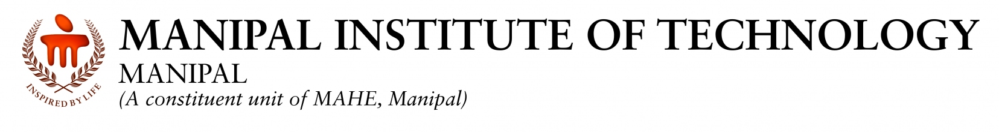 MANIPAL INSTITUTE OF TECHNOLOGY
MANIPAL
(A constituent unit of MAHE, Manipal)
INSPIRED BY LIFE